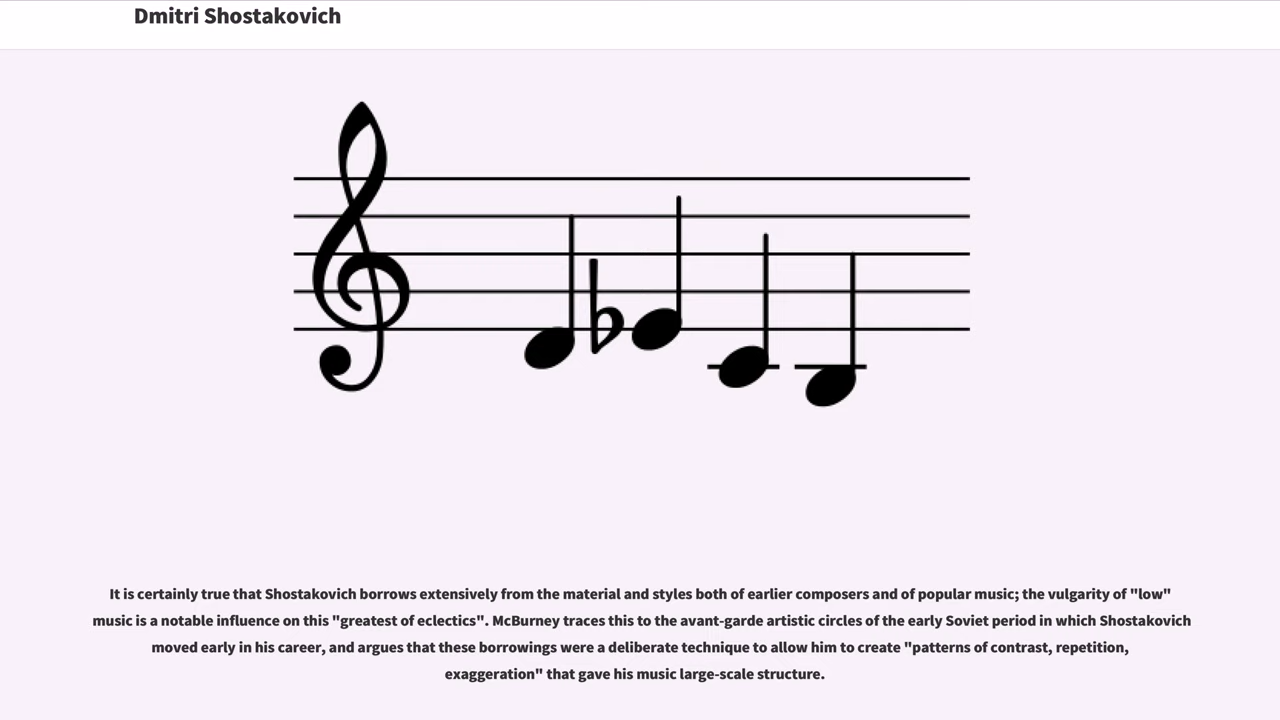 Dmitri Shostakovich
It is certainly true that Shostakovich borrows extensively from the material and styles both of earlier composers and of popular music; the vulgarity of "low"
music is a notable influence on this "greatest of eclectics". McBurney traces this to the avant-garde artistic circles of the early Soviet period in which Shostakovich
moved early in his career, and argues that these borrowings were a deliberate technique to allow him to create "patterns of contrast, repetition,
exaggeration" that gave his music large-scale structure.